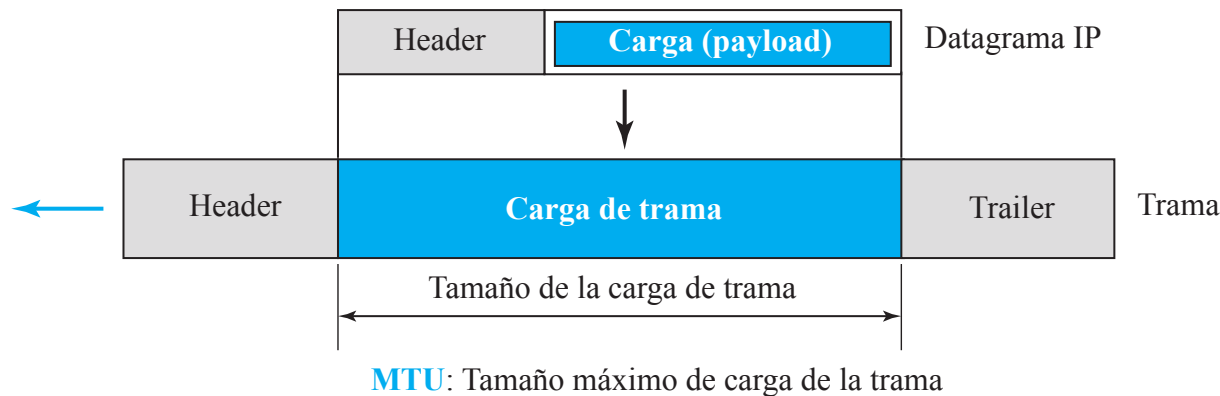 Header Carga (payload) Datagrama IP
Header Carga de trama Trailer Trama
Tamaño de la carga de trama
MTU: Tamaño máximo de carga de la trama